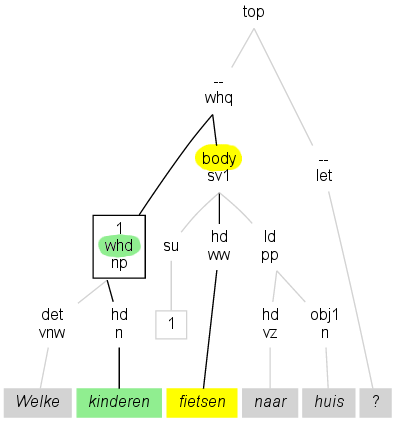 top
--
whq
body
sv1
--
let
1
whd
np
su
hd
ww
ld
pp
1
det
vnw
hd
n
hd
vz
obj1
n
Welke kinderen fietsen naar huis ?